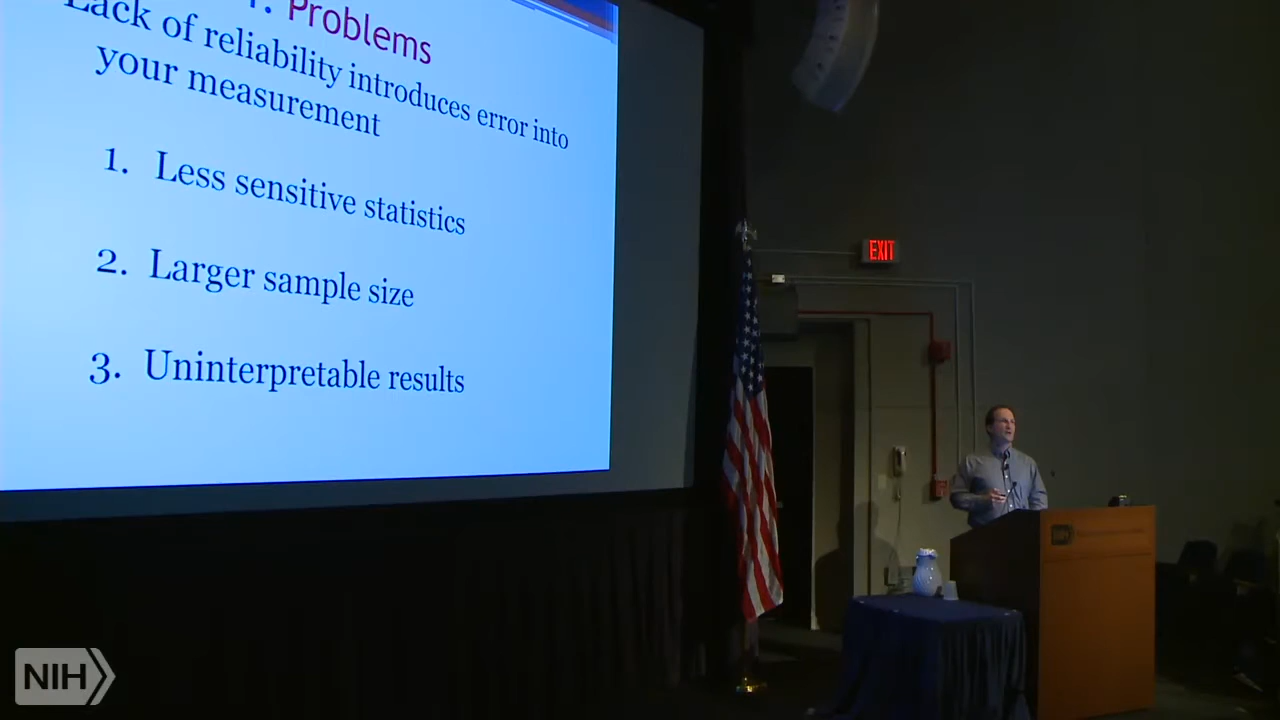 1. Problems
Lack of reliability introduces error into
your measurement
1. Less sensitive statistics
2. Larger sample size
3. Uninterpretable results
EXIT
NIH